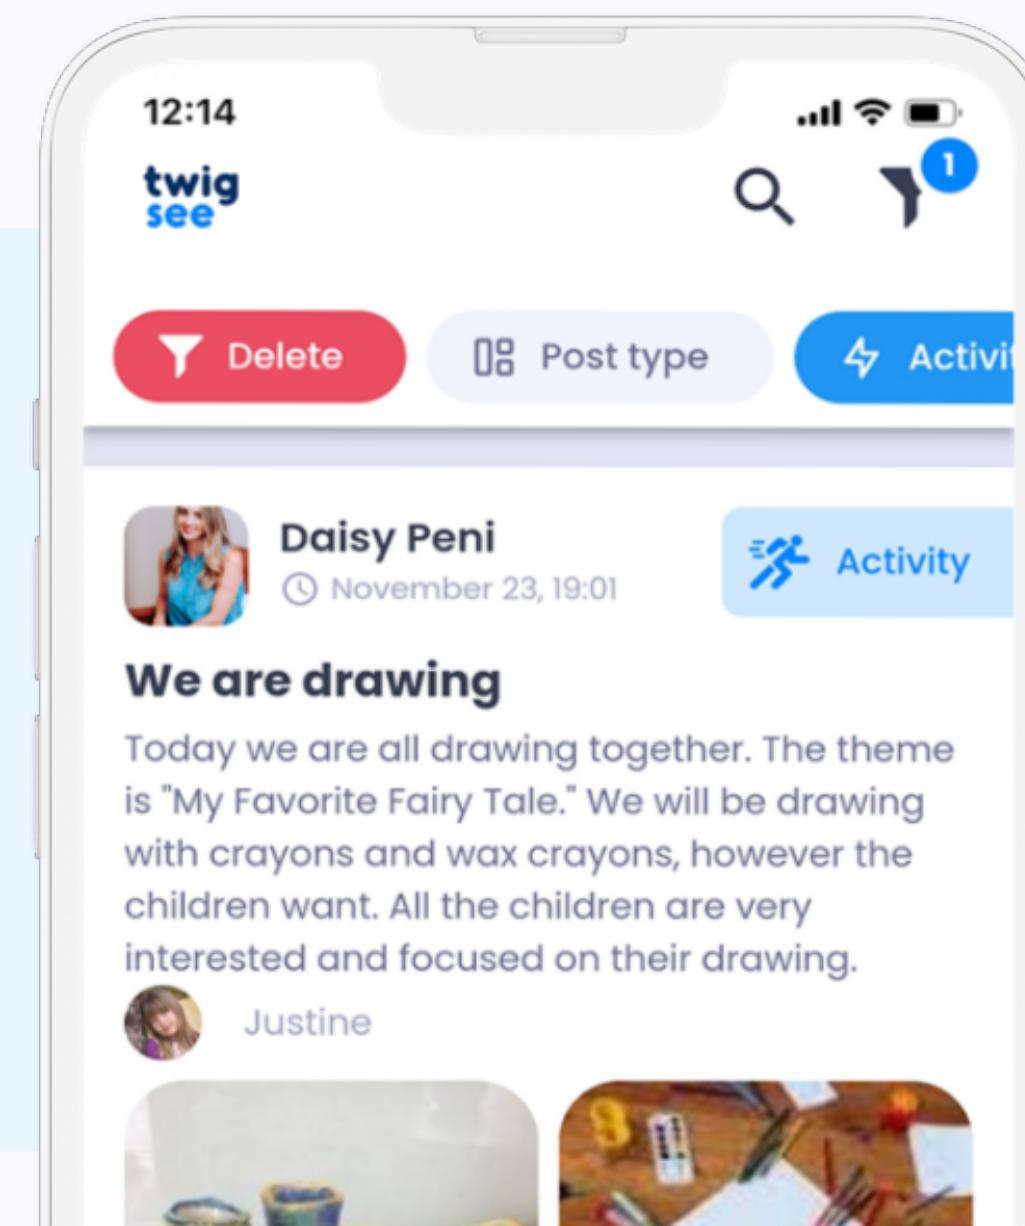 12:14
twig
see
1
Delete
Post type
Activit
Daisy Peni
November 23, 19:01
Activity
We are drawing
Today we are all drawing together. The theme
is "My Favorite Fairy Tale." We will be drawing
with crayons and wax crayons, however the
children want. All the children are very
interested and focused on their drawing.
Justine